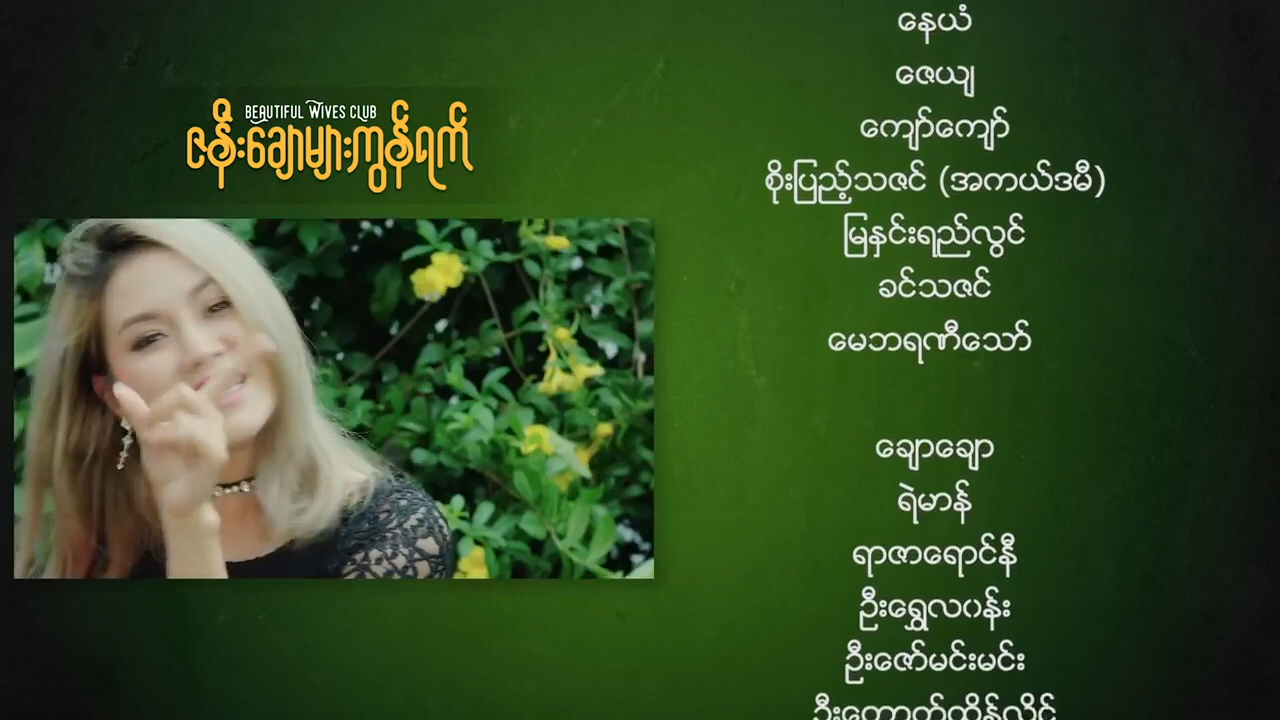 BEAUTIFUL WIVES CLUB
ဇနီးချောများကွန်ရက်
နေယံ
ဇေယျ
ကျော်ကျော်
စိုးပြည့်သဇင် (အကယ်ဒမီ)
မြနှင်းရည်လွင်
ခင်သဇင်
မေဘရဏီသော်
ချောချော
ရဲမာန်
ရာဇာရောင်နီ
ဦးရွှေလပန်း
ဦးဇော်မင်းမင်း